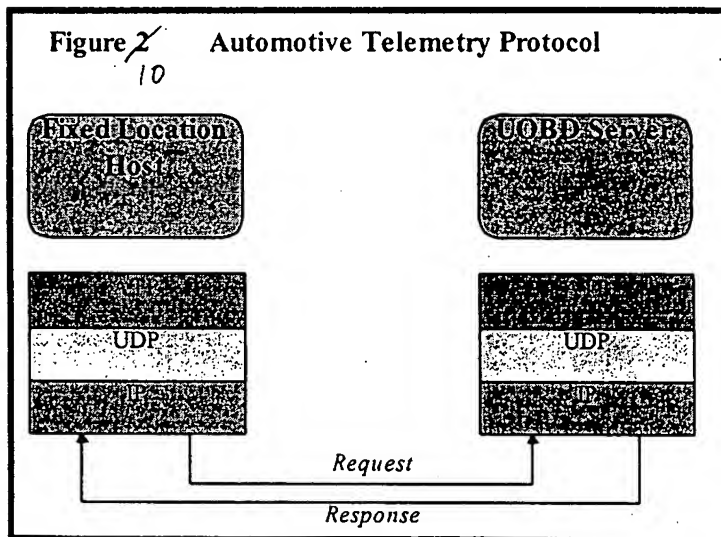 Figure 2 Automotive Telemetry Protocol
10
Fixed Location
Host
UOBD Server
UDP
UDP
IP
IP
Request
Response